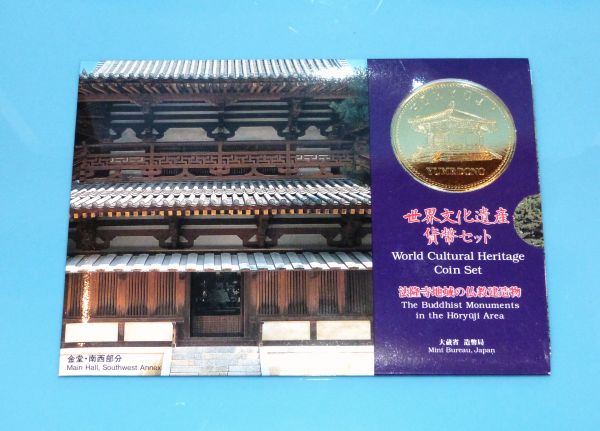 YUMEDONO
世界文化遺産
貨幣セット
World Cultural Heritage
Coin Set
法隆寺地域の仏教建造物
The Buddhist Monuments
in the Hōryūji Area
大蔵省 造幣局
Mint Bureau, Japan
金堂・南西部分
Main Hall, Southwest Annex